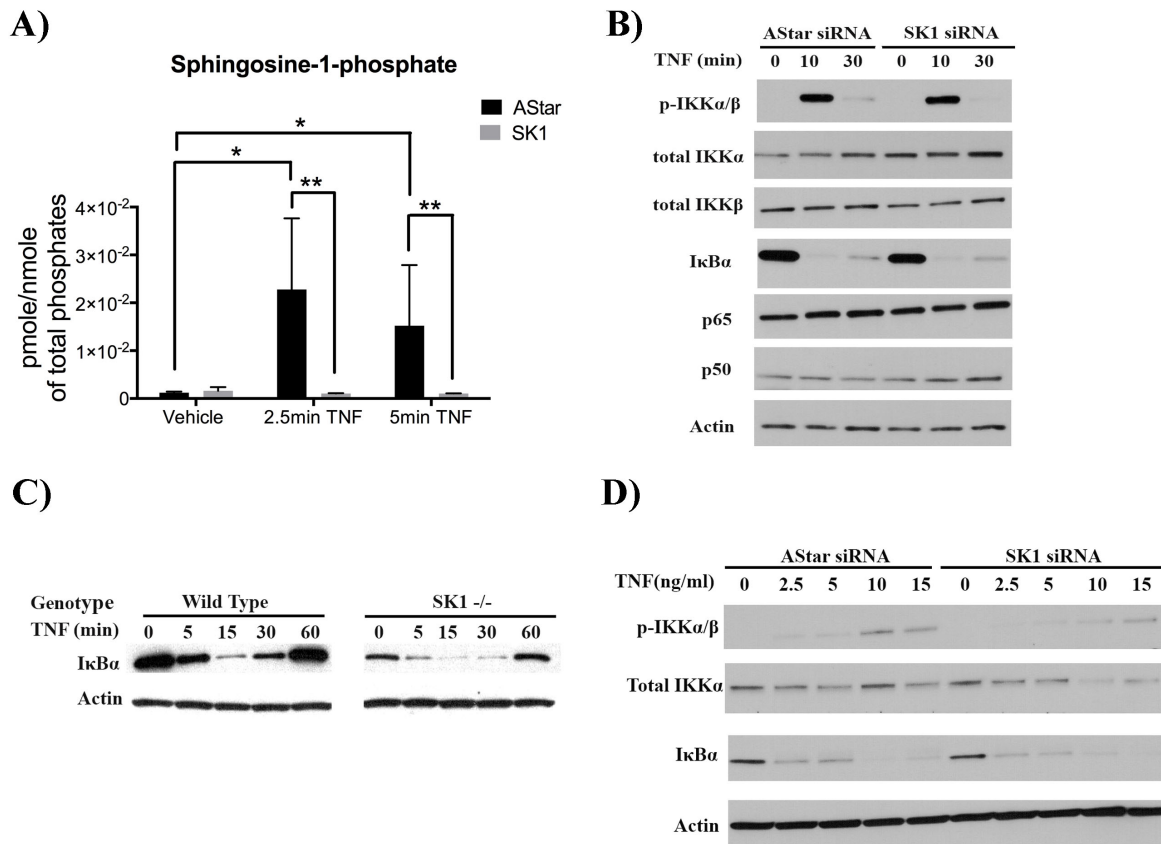 A)
Sphingosine-1-phosphate
AStar
SK1
*
*
**
**
pmole/nmole
of total phosphates
4×10⁻²
3×10⁻²
2×10⁻²
1×10⁻²
0
Vehicle 2.5min TNF 5min TNF
B)
AStar siRNA SK1 siRNA
TNF (min) 0 10 30 0 10 30
p-IKKα/β
total IKKα
total IKKβ
IκBα
p65
p50
Actin
C)
Genotype Wild Type SK1 -/-
TNF (min) 0 5 15 30 60 0 5 15 30 60
IκBα
Actin
D)
AStar siRNA SK1 siRNA
TNF(ng/ml) 0 2.5 5 10 15 0 2.5 5 10 15
p-IKKα/β
Total IKKα
IκBα
Actin